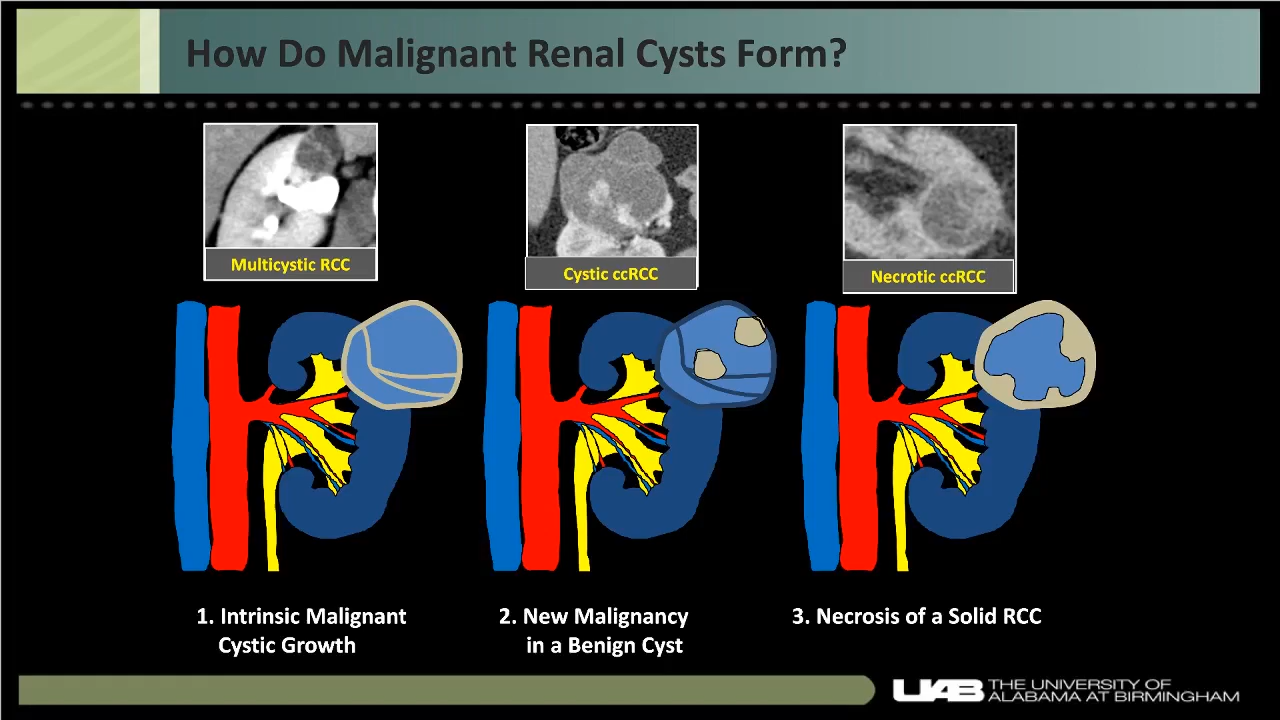 How Do Malignant Renal Cysts Form?
Multicystic RCC
Cystic ccRCC
Necrotic ccRCC
1. Intrinsic Malignant
Cystic Growth
2. New Malignancy
in a Benign Cyst
3. Necrosis of a Solid RCC
UAB THE UNIVERSITY OF
ALABAMA AT BIRMINGHAM